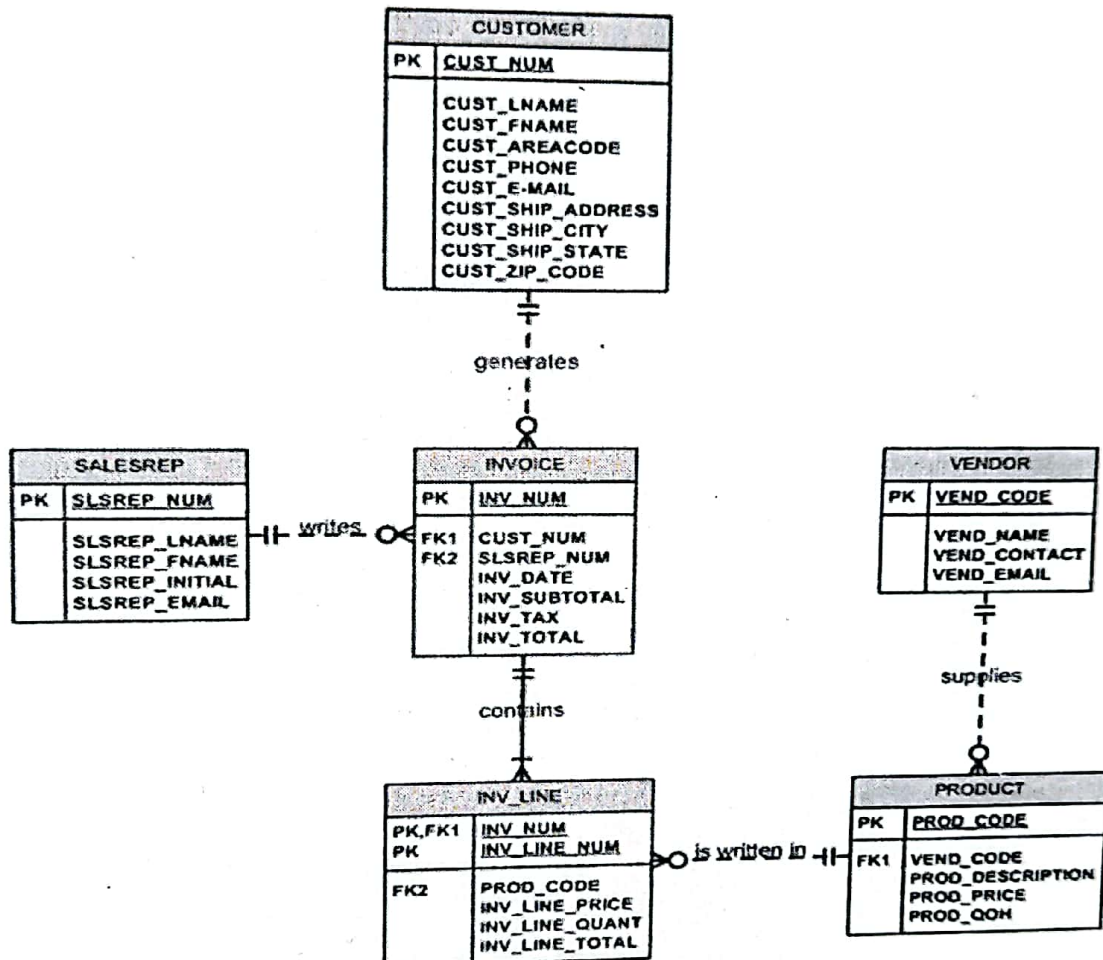 CUSTOMER
PK CUST_NUM
CUST_LNAME
CUST_FNAME
CUST_AREACODE
CUST_PHONE
CUST_E-MAIL
CUST_SHIP_ADDRESS
CUST_SHIP_CITY
CUST_SHIP_STATE
CUST_ZIP_CODE
generates
SALESREP
PK SLSREP_NUM
SLSREP_LNAME
SLSREP_FNAME
SLSREP_INITIAL
SLSREP_EMAIL
writes
INVOICE
PK INV_NUM
FK1 CUST_NUM
FK2 SLSREP_NUM
INV_DATE
INV_SUBTOTAL
INV_TAX
INV_TOTAL
VENDOR
PK VEND_CODE
VEND_NAME
VEND_CONTACT
VEND_EMAIL
contains
supplies
INV_LINE
PK,FK1 INV_NUM
PK INV_LINE_NUM
FK2 PROD_CODE
INV_LINE_PRICE
INV_LINE_QUANT
INV_LINE_TOTAL
is written in
PRODUCT
PK PROD_CODE
FK1 VEND_CODE
PROD_DESCRIPTION
PROD_PRICE
PROD_QOH